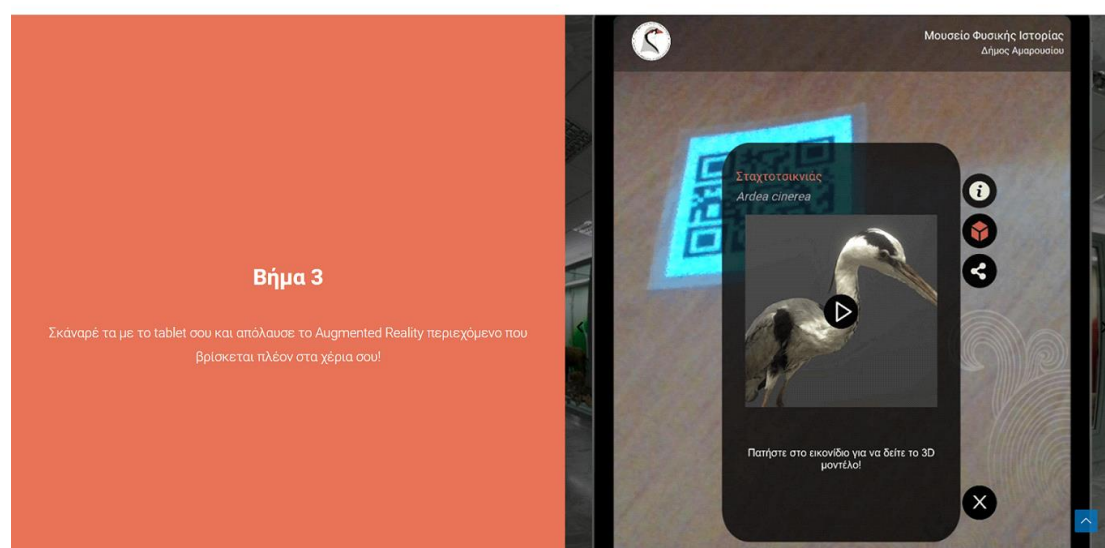 Βήμα 3
Σκάναρέ τα με το tablet σου και απόλαυσε το Augmented Reality περιεχόμενο που
βρίσκεται πλέον στα χέρια σου!
Μουσείο Φυσικής Ιστορίας
Δήμος Αμαρουσίου
Σταχτοτσικνιάς
Ardea cinerea
Πατήστε στο εικονίδιο για να δείτε το 3D
μοντέλο!